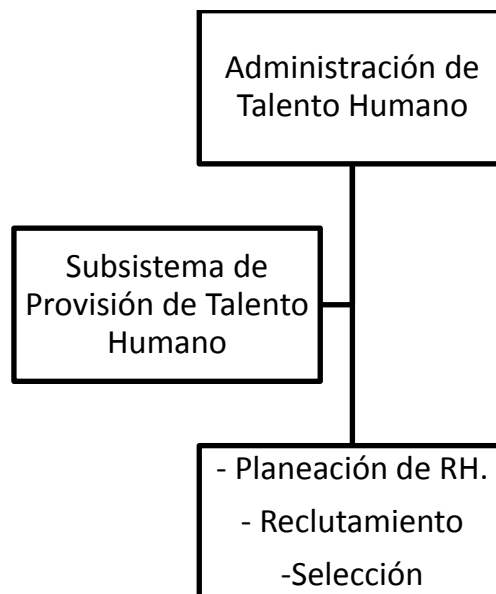 Administración de
Talento Humano
Subsistema de
Provisión de Talento
Humano
- Planeación de RH.
- Reclutamiento
-Selección